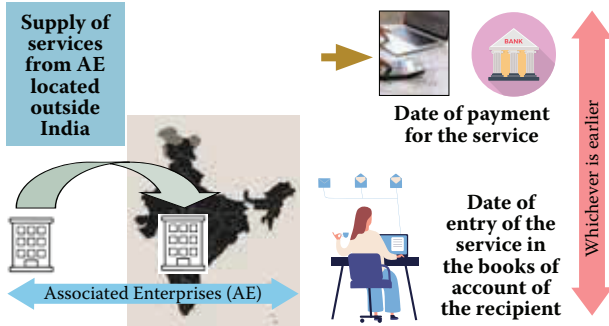 Supply of
services
from AE
located
outside
India
Associated Enterprises (AE)
BANK
Date of payment
for the service
Date of
entry of the
service in
the books of
account of
the recipient
Whichever is earlier